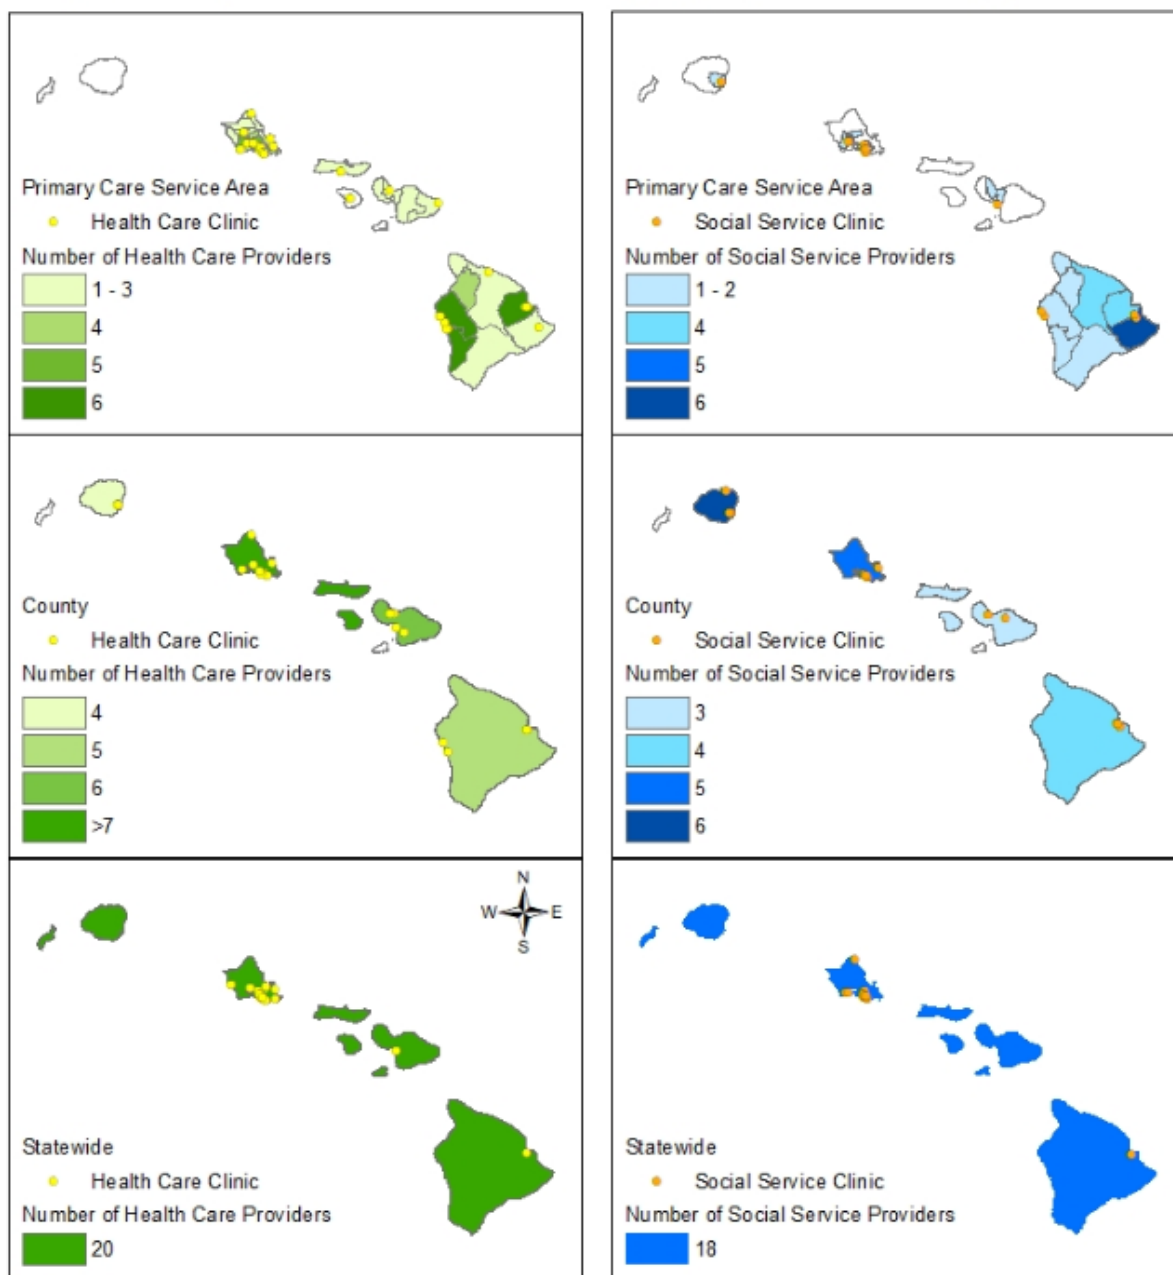 Primary Care Service Area
Health Care Clinic
Number of Health Care Providers
1 - 3
4
5
6
Primary Care Service Area
Social Service Clinic
Number of Social Service Providers
1 - 2
4
5
6
County
Health Care Clinic
Number of Health Care Providers
4
5
6
>7
County
Social Service Clinic
Number of Social Service Providers
3
4
5
6
N
W E
S
Statewide
Health Care Clinic
Number of Health Care Providers
20
Statewide
Social Service Clinic
Number of Social Service Providers
18